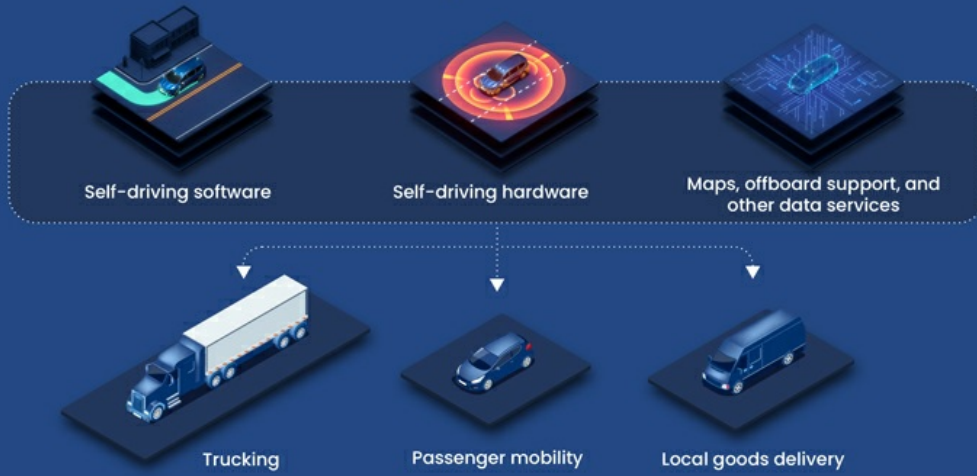 Self-driving software
Self-driving hardware
Maps, offboard support, and
other data services
Trucking
Passenger mobility
Local goods delivery